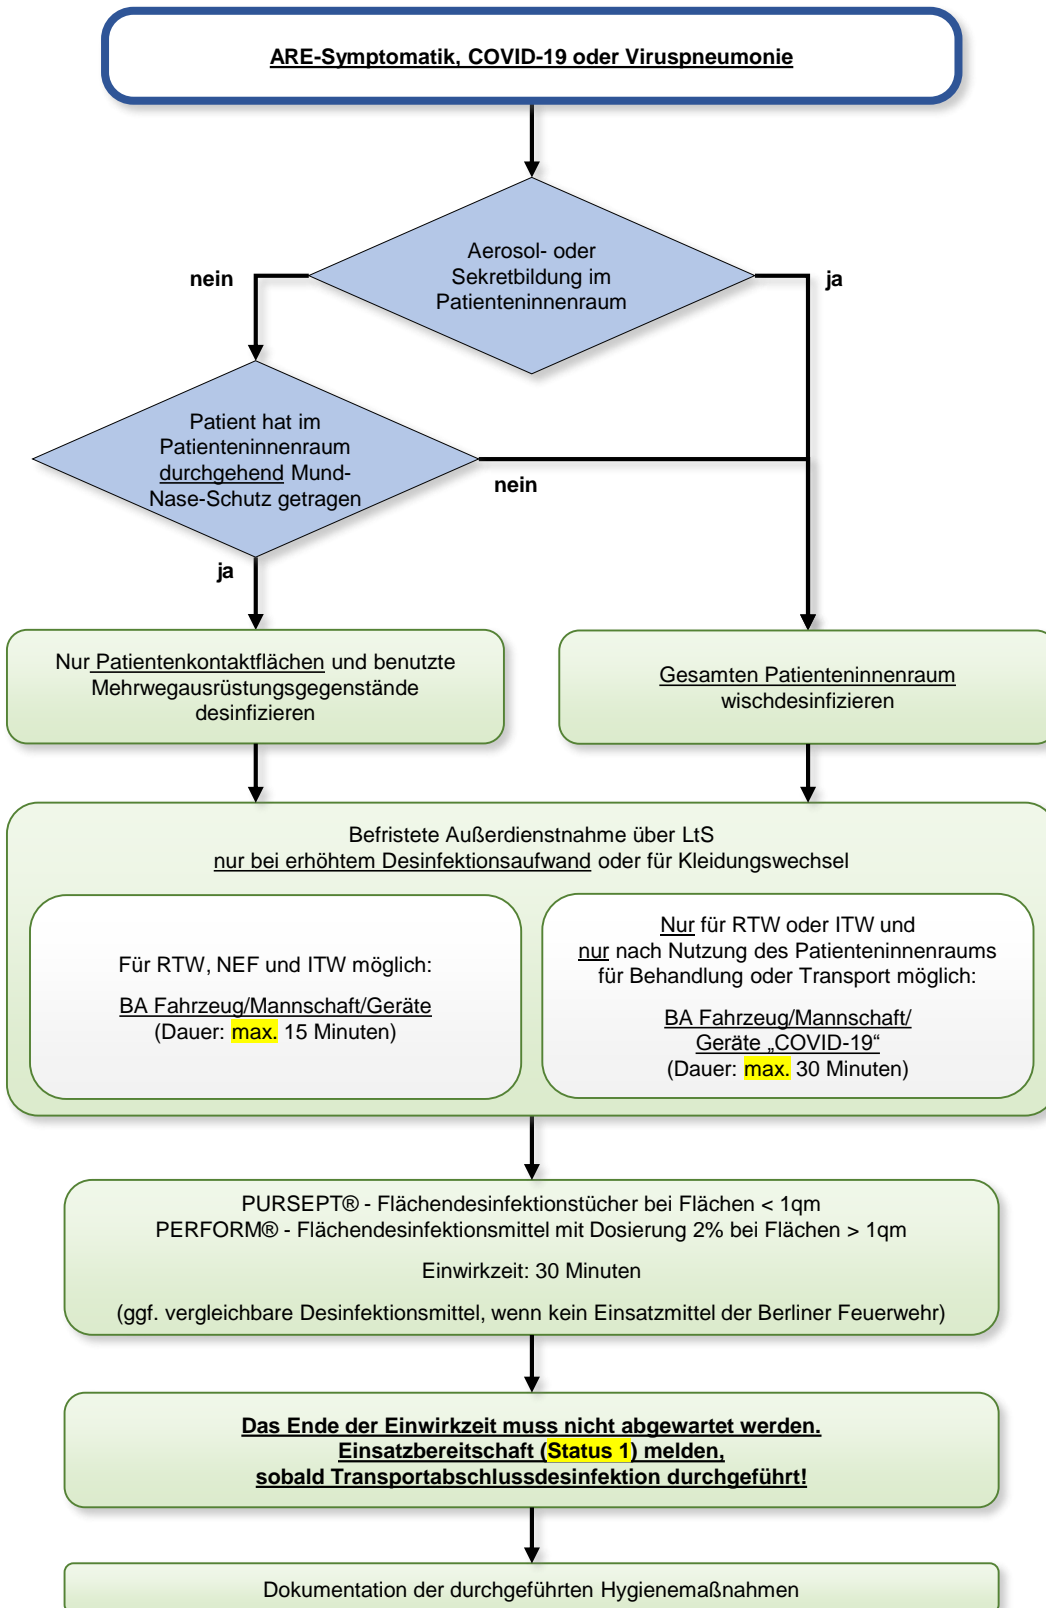 ARE-Symptomatik, COVID-19 oder Viruspneumonie
Aerosol- oder
Sekretbildung im
Patienteninnenraum
nein
ja
Patient hat im
Patienteninnenraum
durchgehend Mund-
Nase-Schutz getragen
nein
ja
Nur Patientenkontaktflächen und benutzte
Mehrwegausrüstungsgegenstände
desinfizieren
Gesamten Patienteninnenraum
wischdesinfizieren
Befristete Außerdienstnahme über LtS
nur bei erhöhtem Desinfektionsaufwand oder für Kleidungswechsel
Für RTW, NEF und ITW möglich:
BA Fahrzeug/Mannschaft/Geräte
(Dauer: max. 15 Minuten)
Nur für RTW oder ITW und
nur nach Nutzung des Patienteninnenraums
für Behandlung oder Transport möglich:
BA Fahrzeug/Mannschaft/
Geräte „COVID-19“
(Dauer: max. 30 Minuten)
PURSEPT® - Flächendesinfektionstücher bei Flächen < 1qm
PERFORM® - Flächendesinfektionsmittel mit Dosierung 2% bei Flächen > 1qm
Einwirkzeit: 30 Minuten
(ggf. vergleichbare Desinfektionsmittel, wenn kein Einsatzmittel der Berliner Feuerwehr)
Das Ende der Einwirkzeit muss nicht abgewartet werden.
Einsatzbereitschaft (Status 1) melden,
sobald Transportabschlussdesinfektion durchgeführt!
Dokumentation der durchgeführten Hygienemaßnahmen